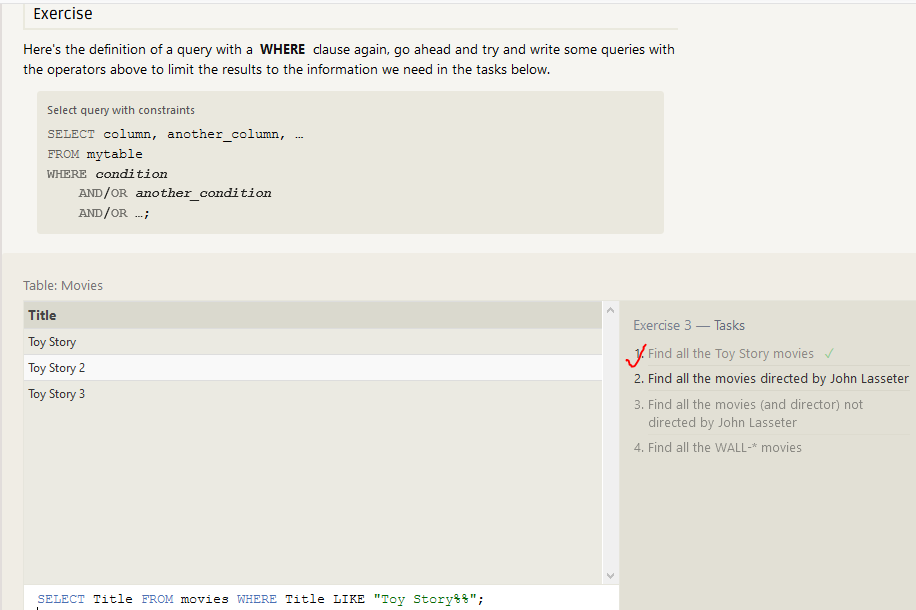 Exercise
Here's the definition of a query with a WHERE clause again, go ahead and try and write some queries with
the operators above to limit the results to the information we need in the tasks below.
Select query with constraints
SELECT column, another_column, …
FROM mytable
WHERE condition
AND/OR another_condition
AND/OR …;
Table: Movies
Title
Toy Story
Toy Story 2
Toy Story 3
Exercise 3 — Tasks
1. Find all the Toy Story movies ✓
2. Find all the movies directed by John Lasseter
3. Find all the movies (and director) not
directed by John Lasseter
4. Find all the WALL-* movies
SELECT Title FROM movies WHERE Title LIKE "Toy Story%%";